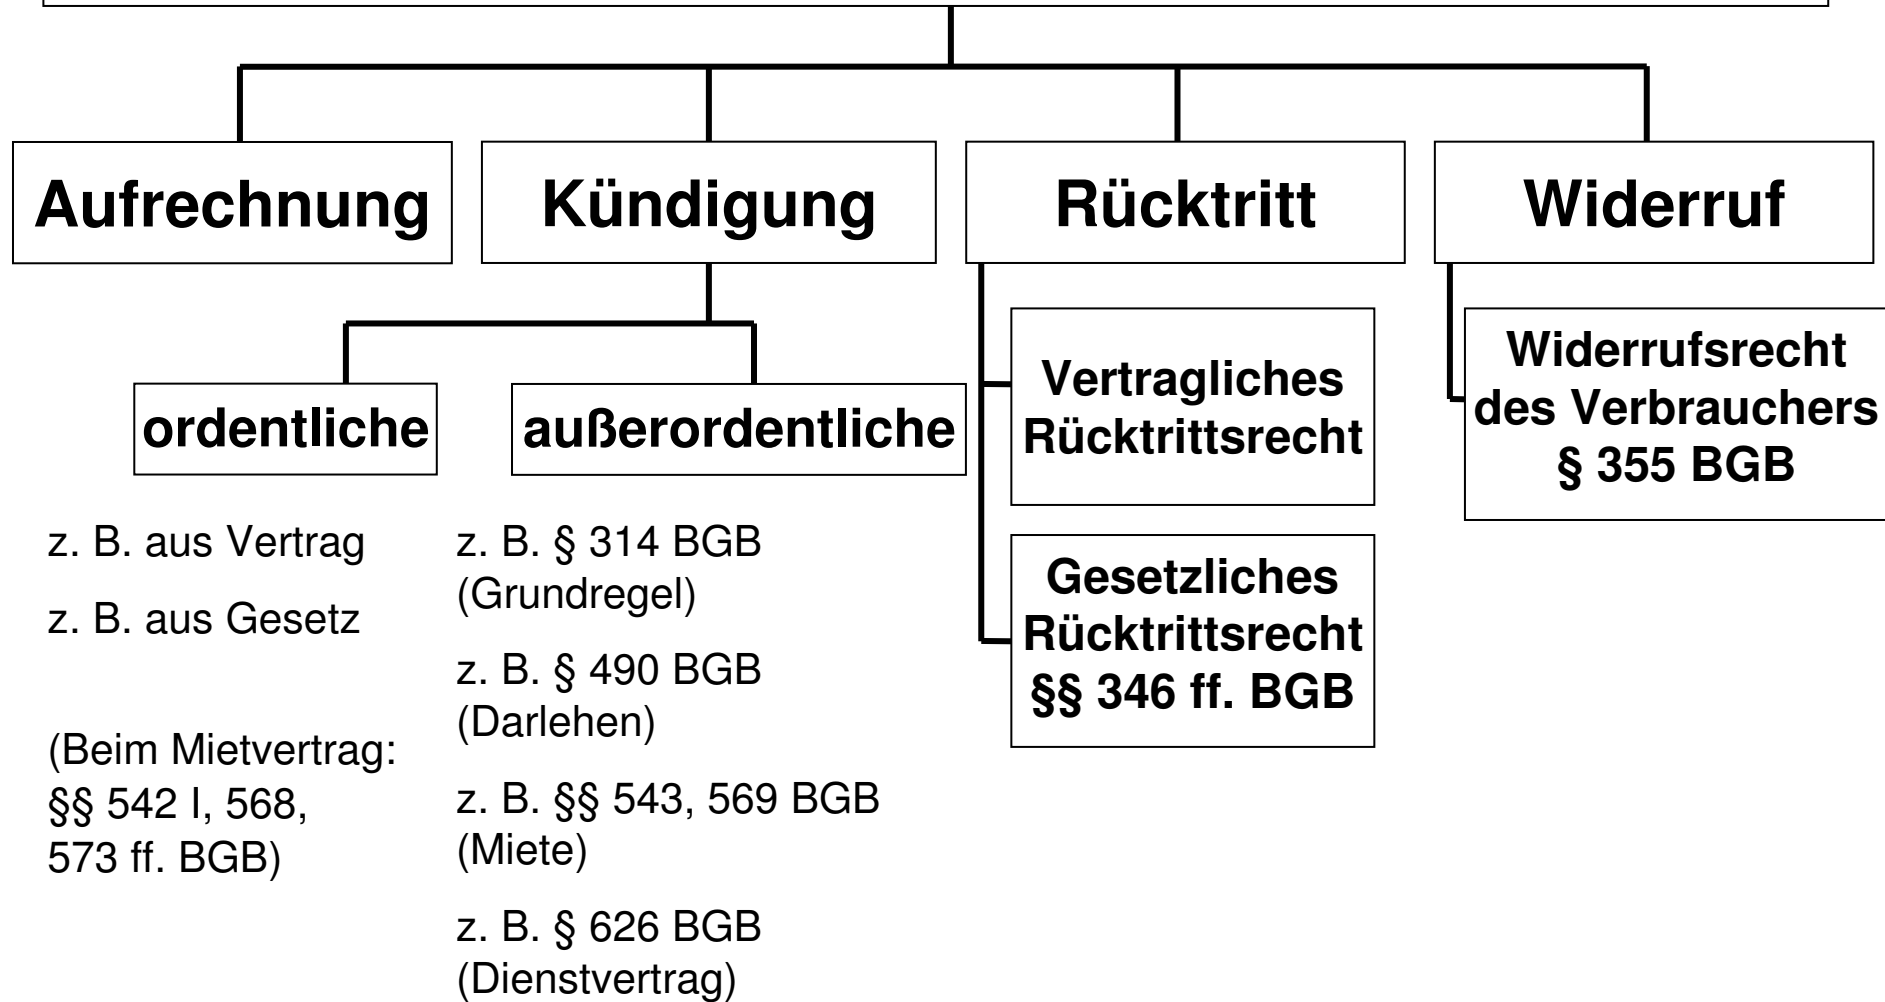 Aufrechnung
Kündigung
Rücktritt
Widerruf
ordentliche
außerordentliche
z. B. aus Vertrag
z. B. aus Gesetz
(Beim Mietvertrag:
§§ 542 I, 568,
573 ff. BGB)
z. B. § 314 BGB
(Grundregel)
z. B. § 490 BGB
(Darlehen)
z. B. §§ 543, 569 BGB
(Miete)
z. B. § 626 BGB
(Dienstvertrag)
Vertragliches
Rücktrittsrecht
Gesetzliches
Rücktrittsrecht
§§ 346 ff. BGB
Widerrufsrecht
des Verbrauchers
§ 355 BGB